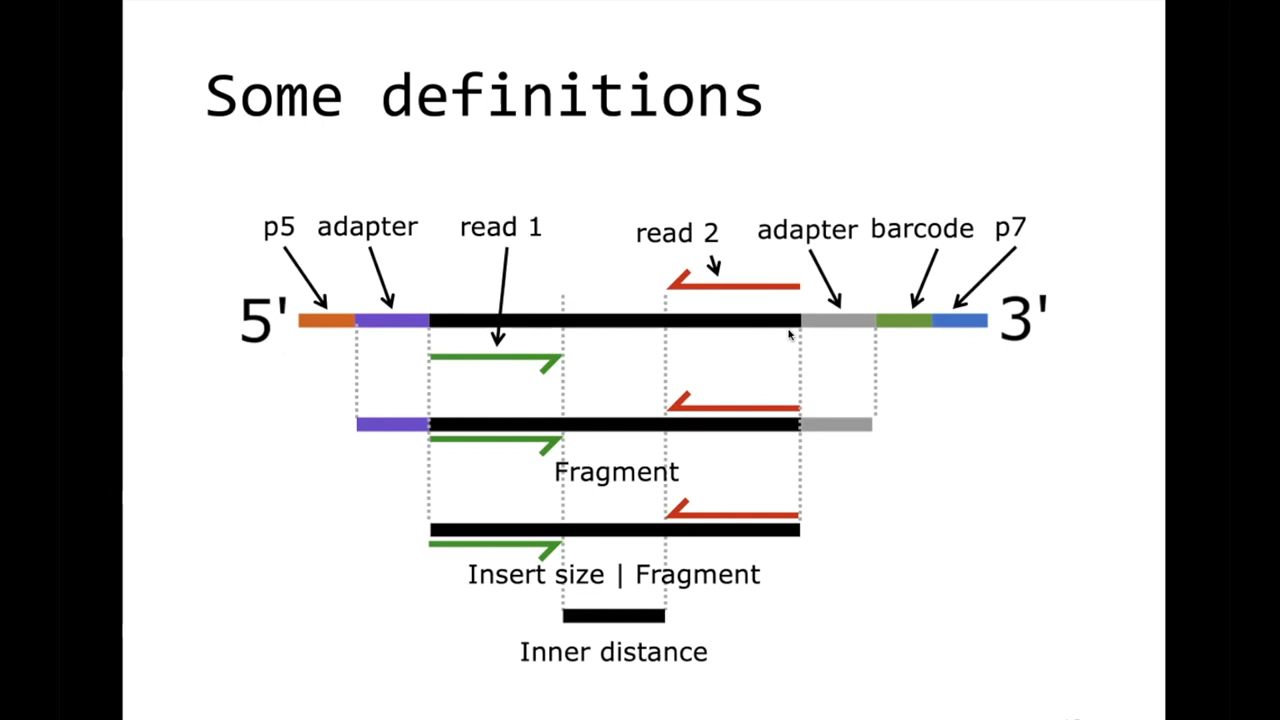 Some definitions
p5 adapter read 1 read 2 adapter barcode p7
5' 3'
Fragment
Insert size | Fragment
Inner distance